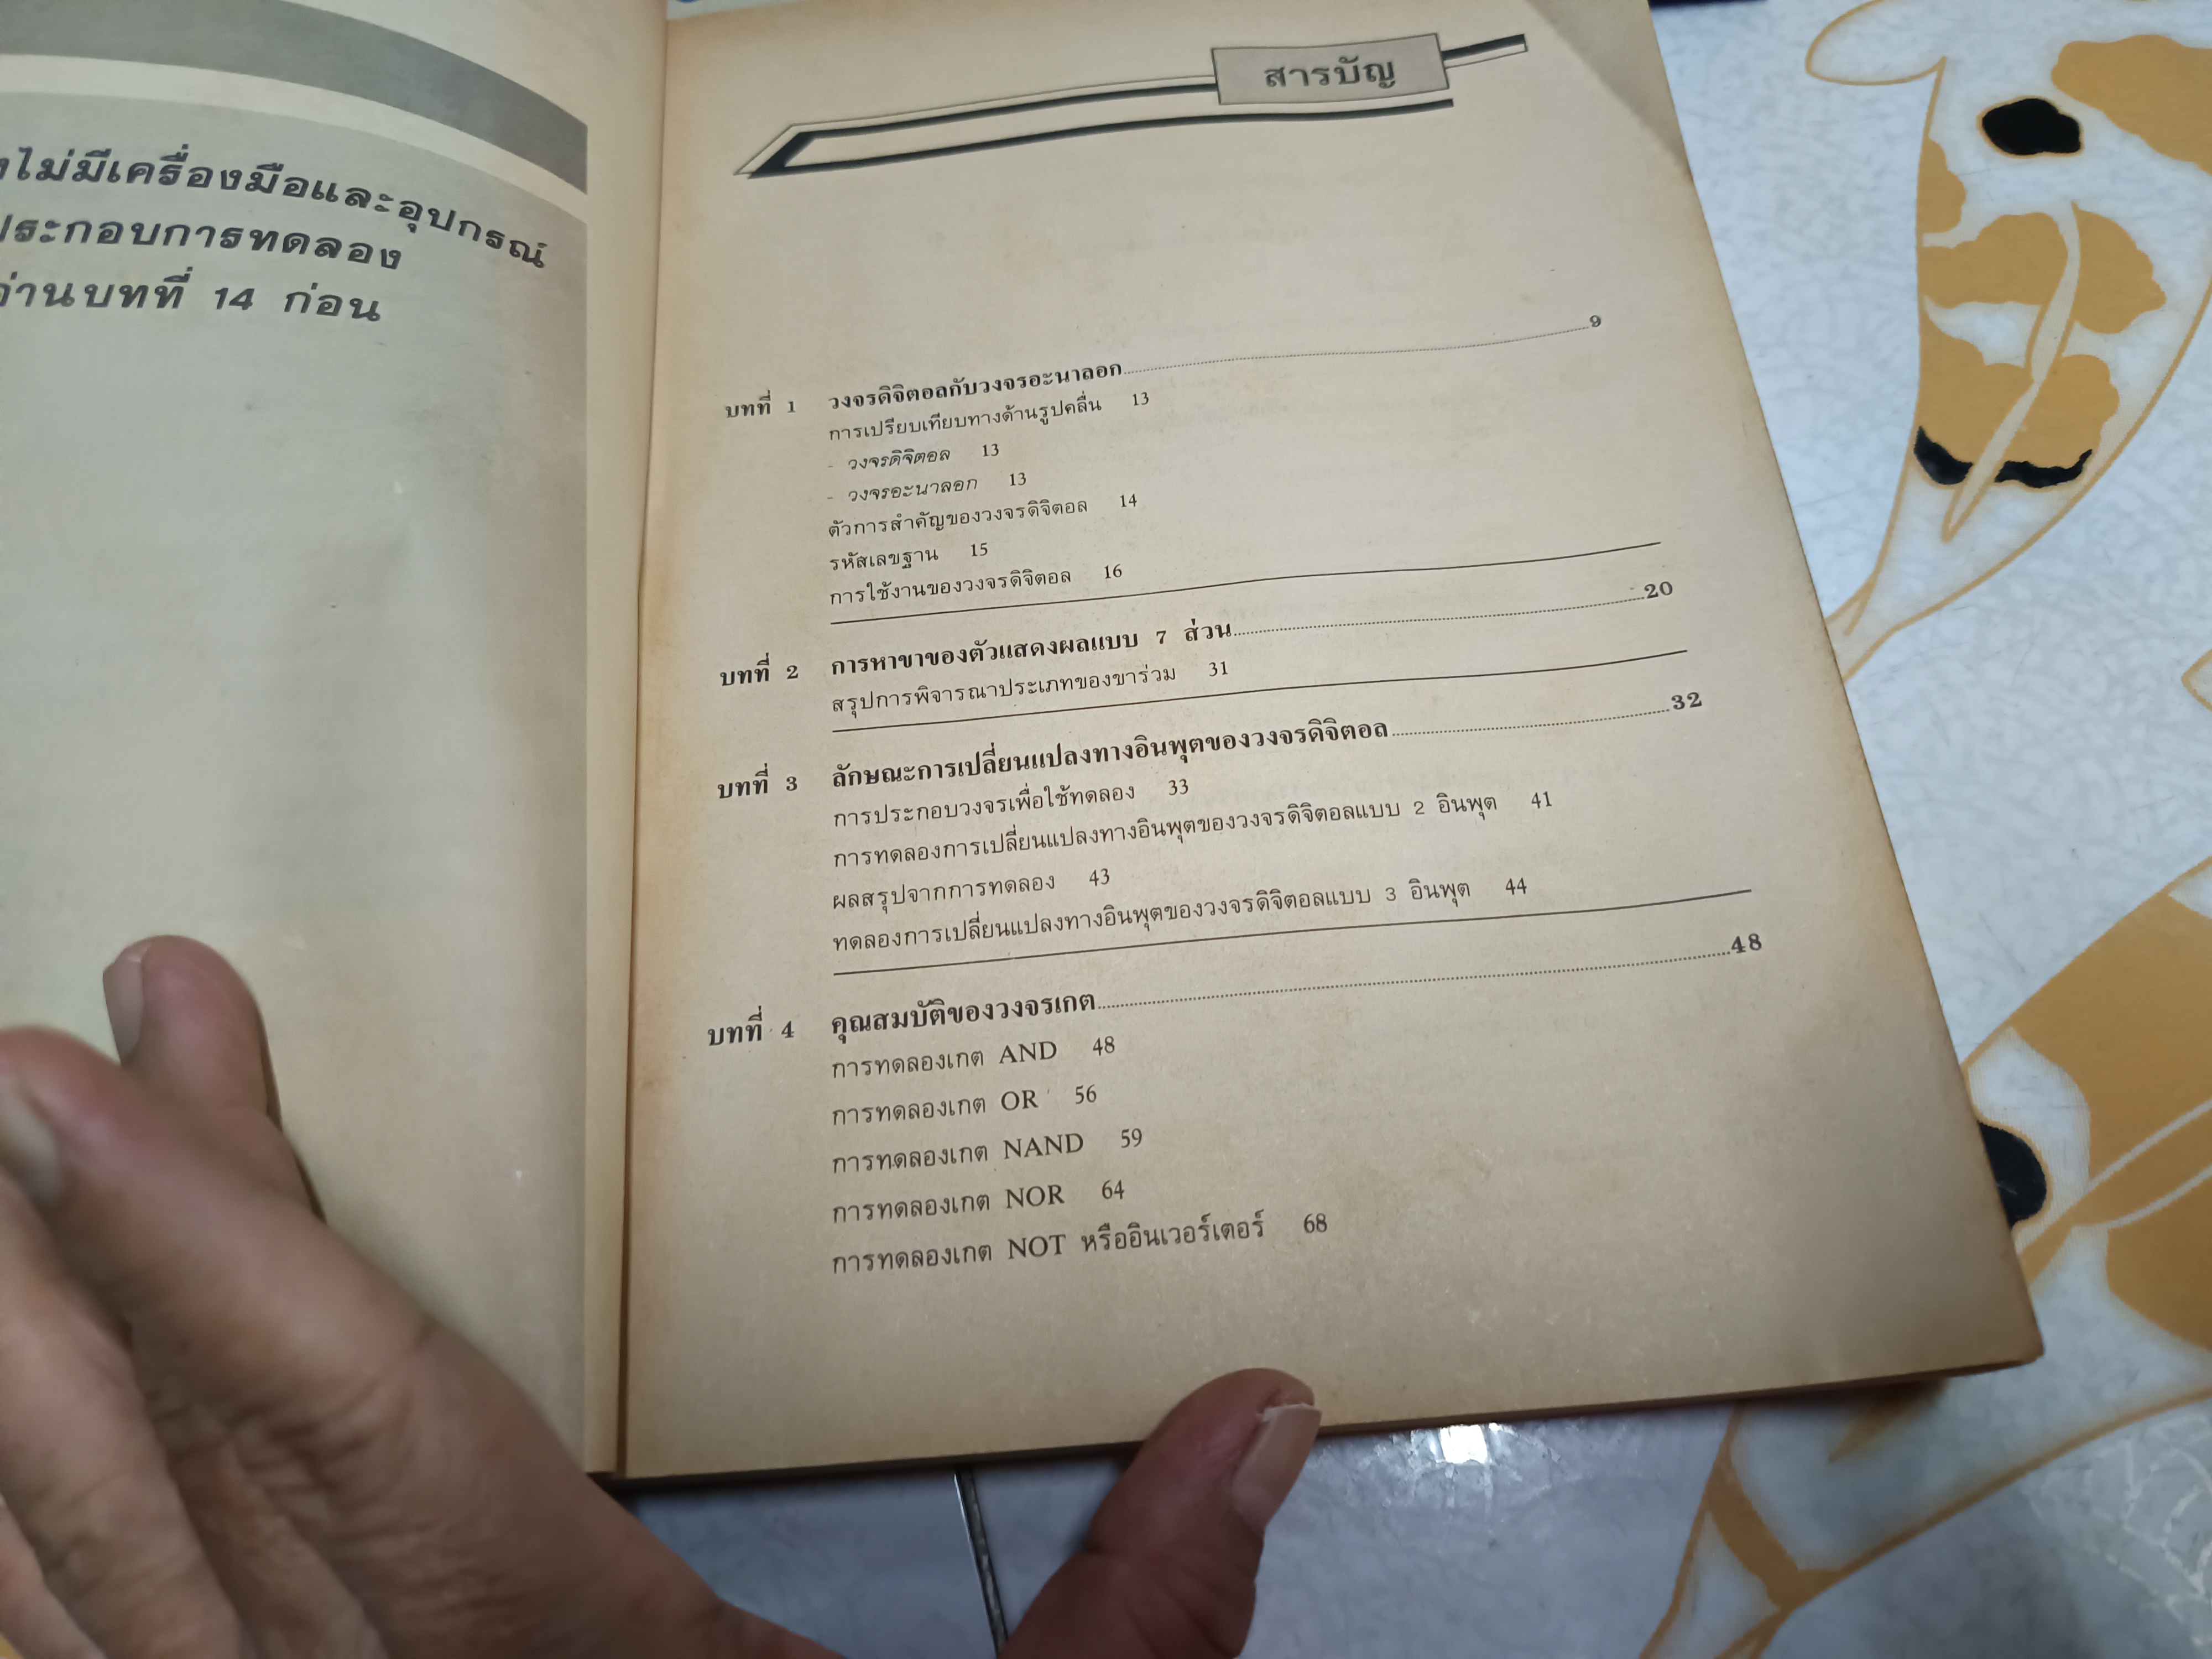 ไม่มีเครื่องมือและอุปกรณ์
ประกอบการทดลอง
อ่านบทที่ 14 ก่อน
สารบัญ
บทที่ 1 วงจรดิจิตอลกับวงจรอะนาลอก 9
การเปรียบเทียบทางด้านรูปคลื่น 13
- วงจรดิจิตอล 13
- วงจรอะนาลอก 13
ตัวการสำคัญของวงจรดิจิตอล 14
รหัสเลขฐาน 15
การใช้งานของวงจรดิจิตอล 16
บทที่ 2 การหาขาของตัวแสดงผลแบบ 7 ส่วน 20
สรุปการพิจารณาประเภทของขาร่วม 31
บทที่ 3 ลักษณะการเปลี่ยนแปลงทางอินพุตของวงจรดิจิตอล 32
การประกอบวงจรเพื่อใช้ทดลอง 33
การทดลองการเปลี่ยนแปลงทางอินพุตของวงจรดิจิตอลแบบ 2 อินพุต 41
ผลสรุปจากการทดลอง 43
ทดลองการเปลี่ยนแปลงทางอินพุตของวงจรดิจิตอลแบบ 3 อินพุต 44
บทที่ 4 คุณสมบัติของวงจรเกต 48
การทดลองเกต AND 48
การทดลองเกต OR 56
การทดลองเกต NAND 59
การทดลองเกต NOR 64
การทดลองเกต NOT หรืออินเวอร์เตอร์ 68